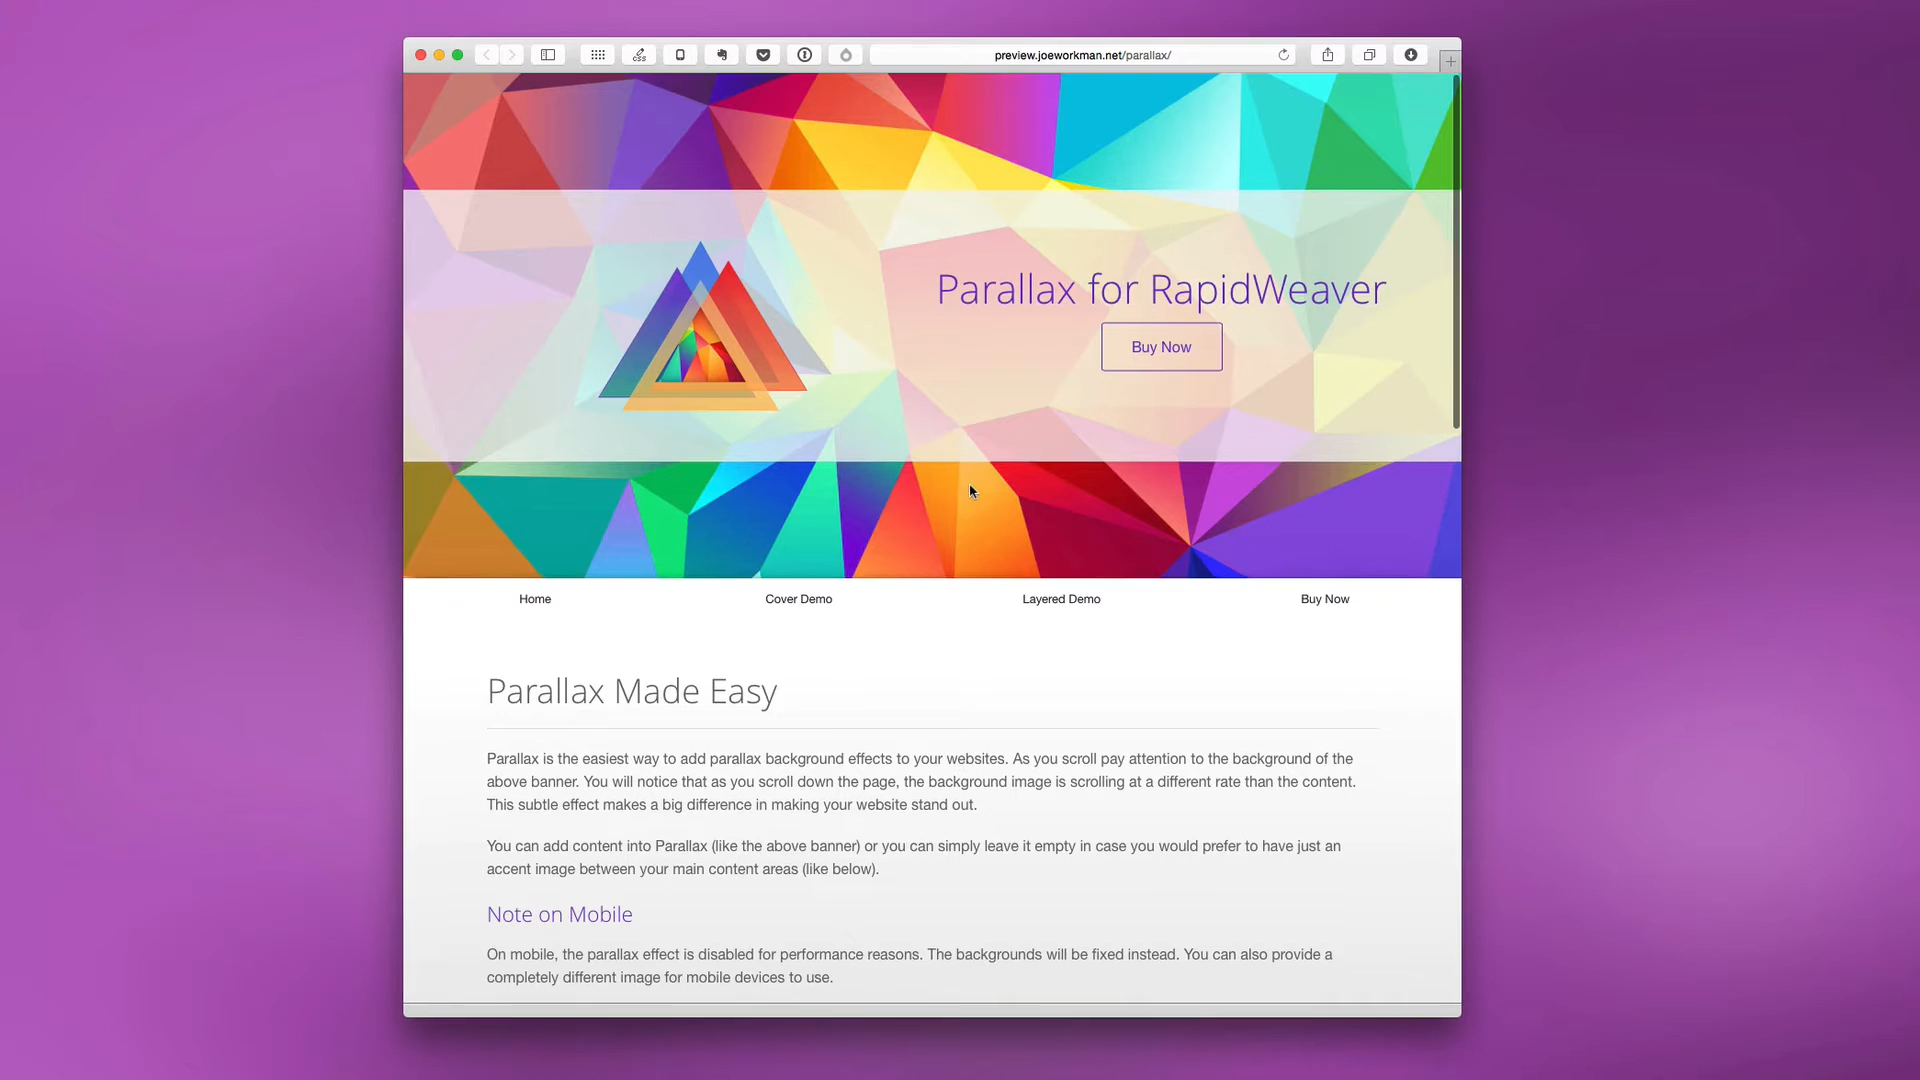 css
preview.joeworkman.net/parallax/
Parallax for RapidWeaver
Buy Now
Home
Cover Demo
Layered Demo
Buy Now
Parallax Made Easy
Parallax is the easiest way to add parallax background effects to your websites. As you scroll pay attention to the background of the
above banner. You will notice that as you scroll down the page, the background image is scrolling at a different rate than the content.
This subtle effect makes a big difference in making your website stand out.
You can add content into Parallax (like the above banner) or you can simply leave it empty in case you would prefer to have just an
accent image between your main content areas (like below).
Note on Mobile
On mobile, the parallax effect is disabled for performance reasons. The backgrounds will be fixed instead. You can also provide a
completely different image for mobile devices to use.